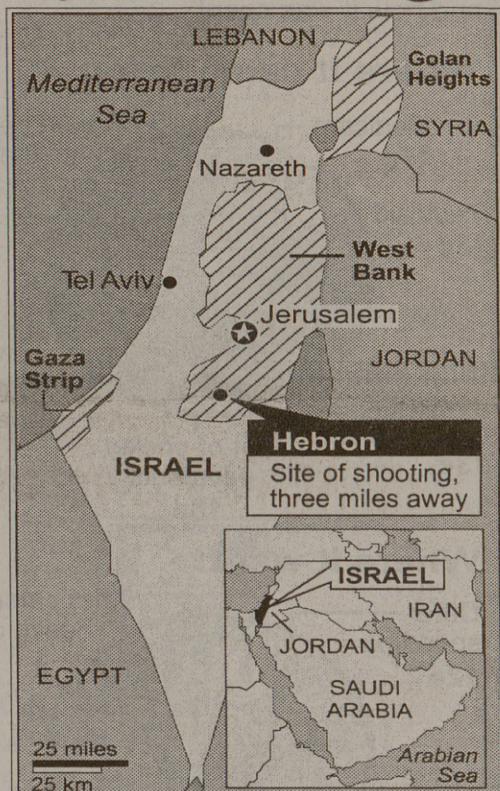 LEBANON
Golan
Heights
Mediterranean
Sea
SYRIA
Nazareth
West
Bank
Tel Aviv
Jerusalem
JORDAN
Gaza
Strip
Hebron
Site of shooting,
three miles away
ISRAEL
ISRAEL
IRAN
JORDAN
SAUDI
ARABIA
Arabian
Sea
EGYPT
25 miles
25 km